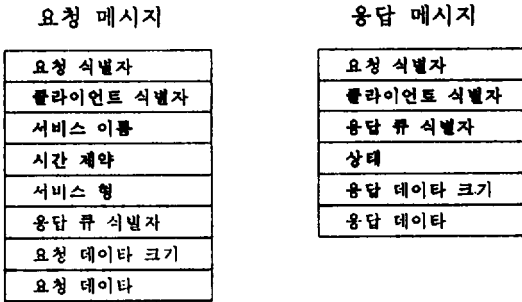 요청 메시지
요청 식별자
클라이언트 식별자
서비스 이름
시간 제약
서비스 형
응답 큐 식별자
요청 데이타 크기
요청 데이타
응답 메시지
요청 식별자
클라이언트 식별자
응답 큐 식별자
상태
응답 데이타 크기
응답 데이타